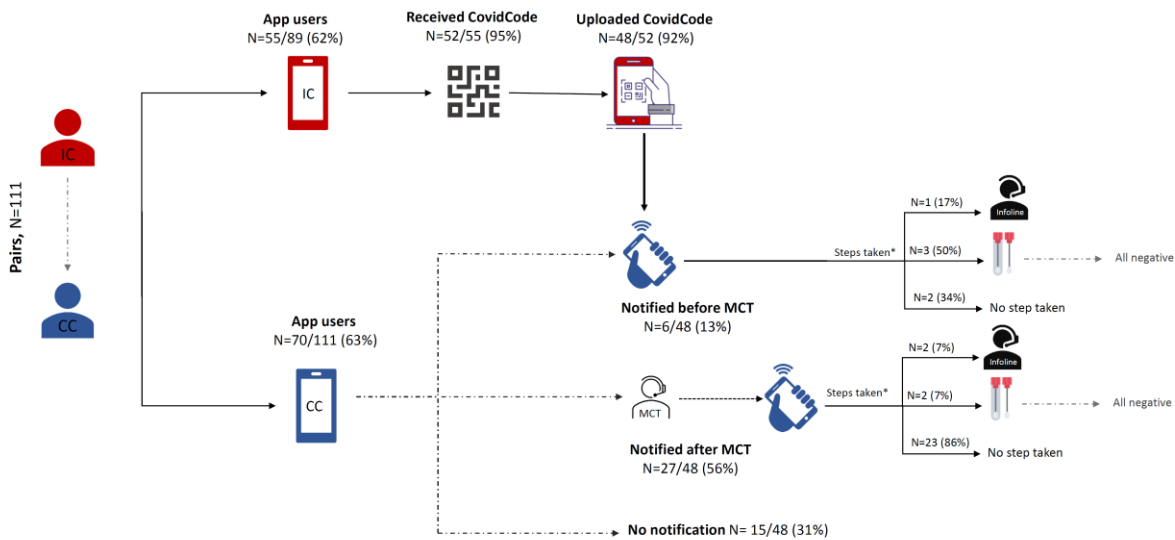 App users
N=55/89 (62%)
Received CovidCode
N=52/55 (95%)
Uploaded CovidCode
N=48/52 (92%)
IC
IC
Pairs, N=111
CC
App users
N=70/111 (63%)
CC
Notified before MCT
N=6/48 (13%)
Steps taken*
N=1 (17%)
Infoline
N=3 (50%)
All negative
N=2 (34%)
No step taken
MCT
Notified after MCT
N=27/48 (56%)
Steps taken*
N=2 (7%)
Infoline
N=2 (7%)
All negative
N=23 (86%)
No step taken
No notification N= 15/48 (31%)